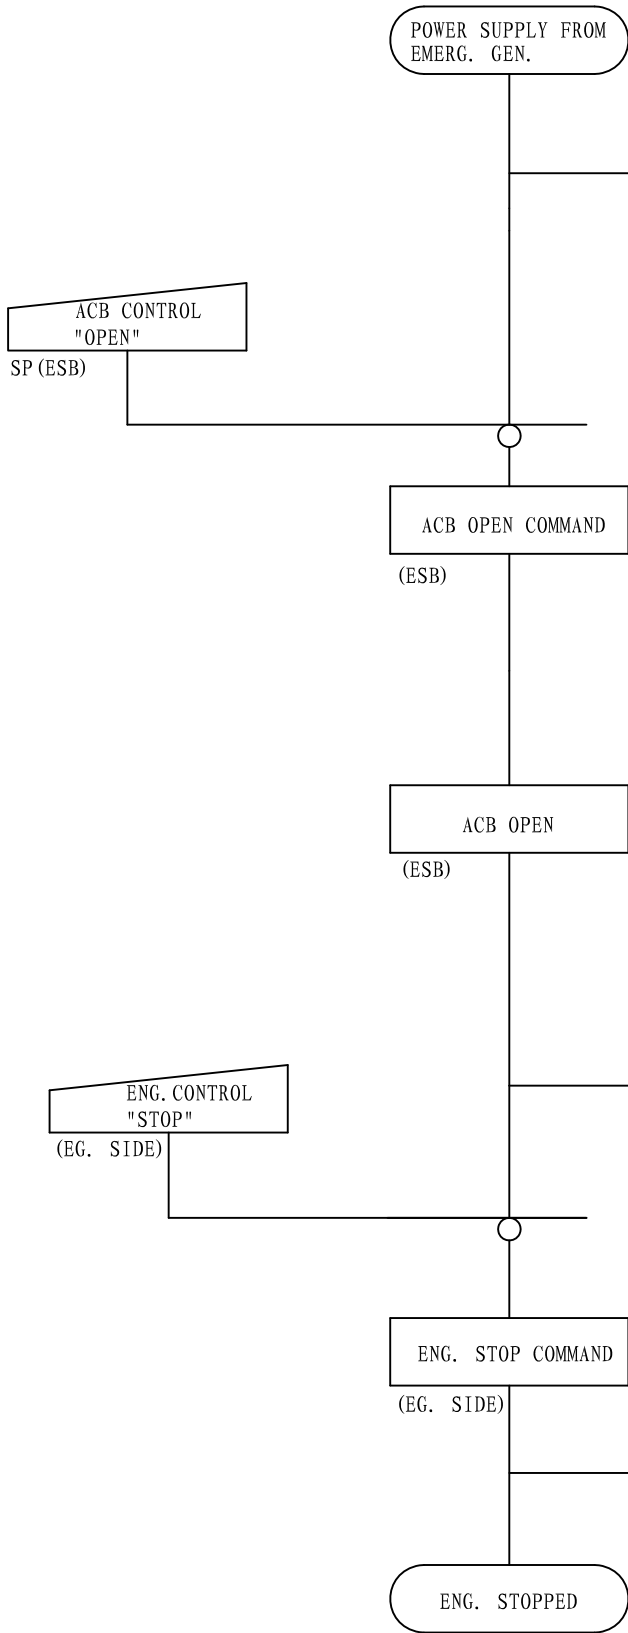 POWER SUPPLY FROM
EMERG. GEN.
ACB CONTROL
"OPEN"
SP (ESB)
ACB OPEN COMMAND
(ESB)
ACB OPEN
(ESB)
ENG. CONTROL
"STOP"
(EG. SIDE)
ENG. STOP COMMAND
(EG. SIDE)
ENG. STOPPED